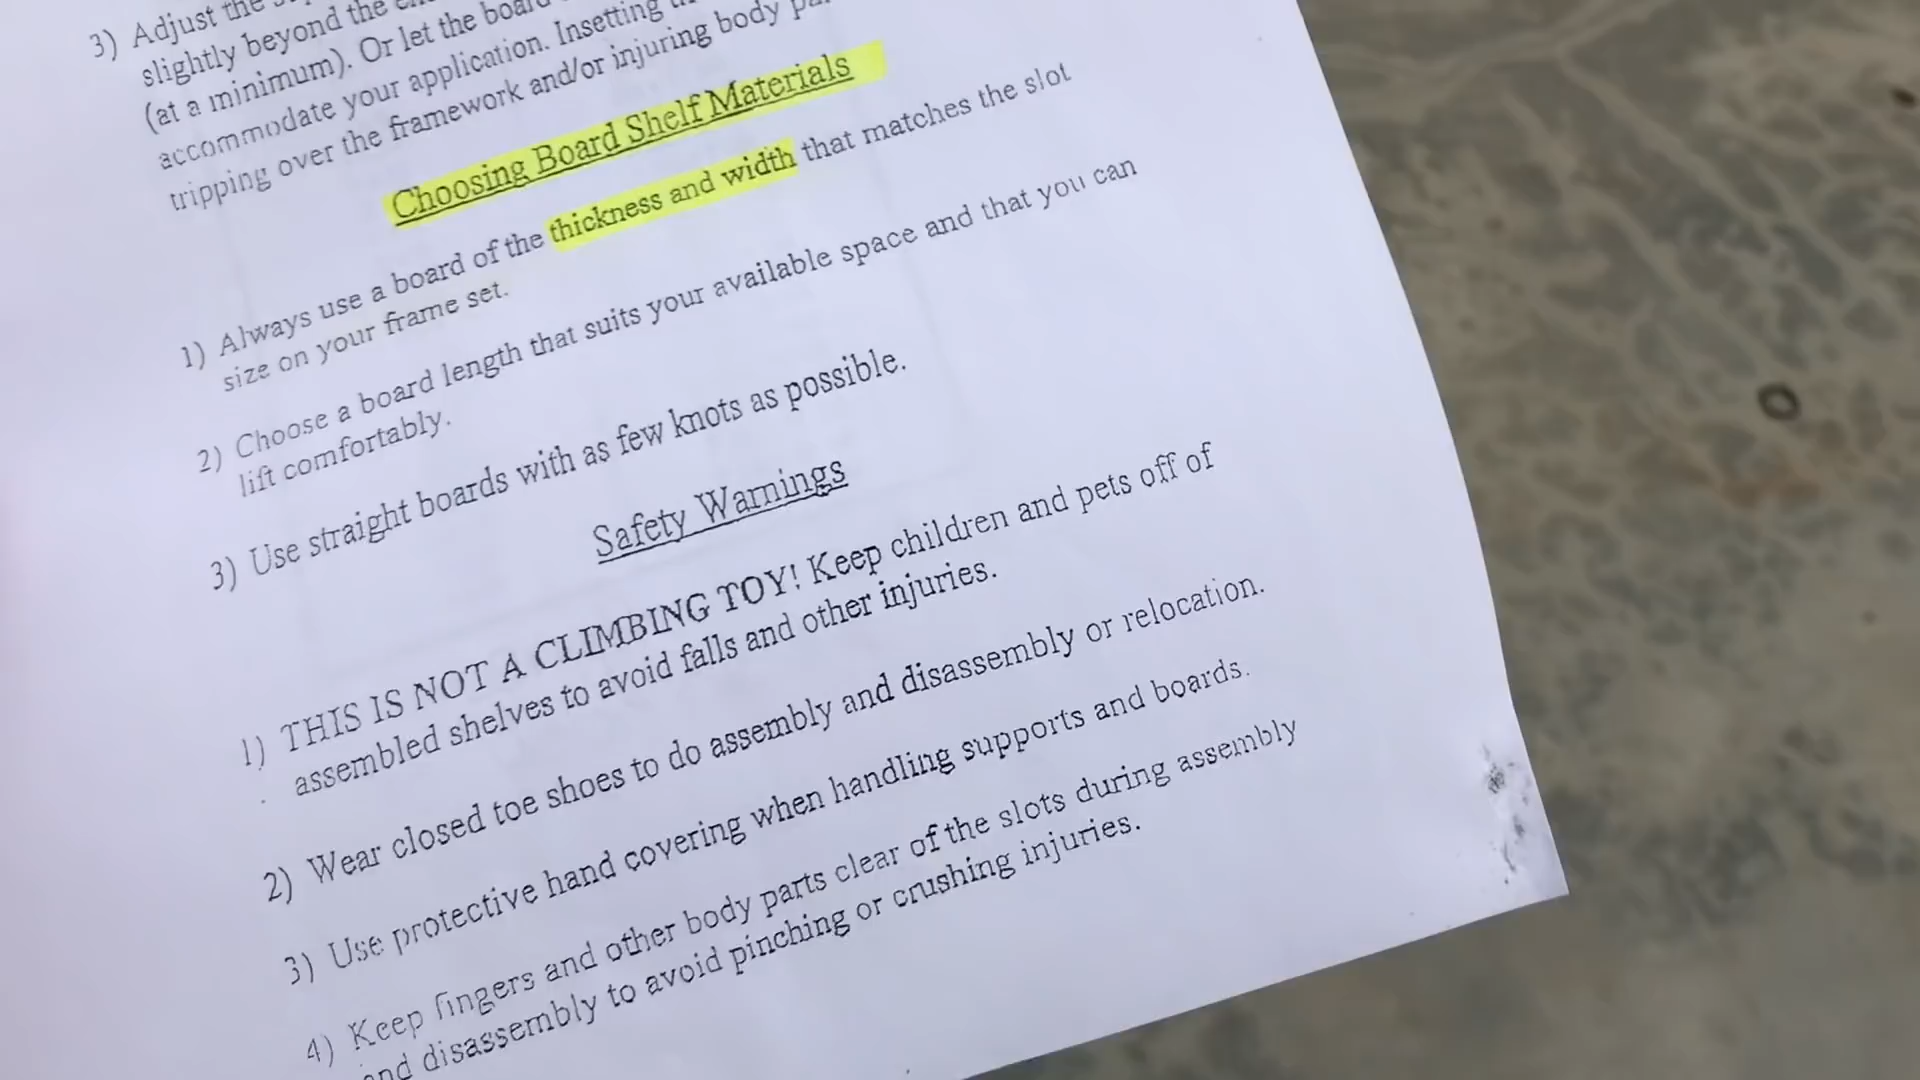 3) Adjust the
slightly beyond the
(at a minimum). Or let the board
accommodate your application. Insetting
tripping over the framework and/or injuring body
Choosing Board Shelf Materials
1) Always use a board of the thickness and width that matches the slot
size on your frame set.
2) Choose a board length that suits your available space and that you can
lift comfortably.
3) Use straight boards with as few knots as possible.
Safety Warnings
1) THIS IS NOT A CLIMBING TOY! Keep children and pets off of
assembled shelves to avoid falls and other injuries.
2) Wear closed toe shoes to do assembly and disassembly or relocation.
3) Use protective hand covering when handling supports and boards.
4) Keep fingers and other body parts clear of the slots during assembly
and disassembly to avoid pinching or crushing injuries.